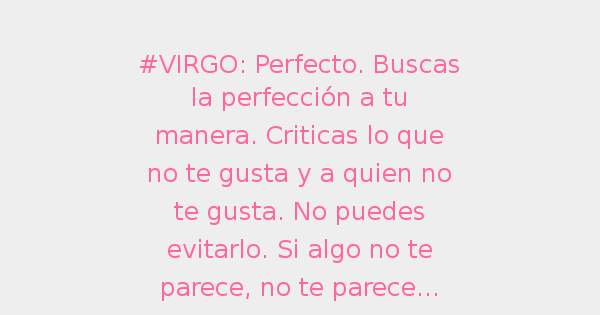 #VIRGO: Perfecto. Buscas
la perfección a tu
manera. Criticas lo que
no te gusta y a quien no
te gusta. No puedes
evitarlo. Si algo no te
parece, no te parece...